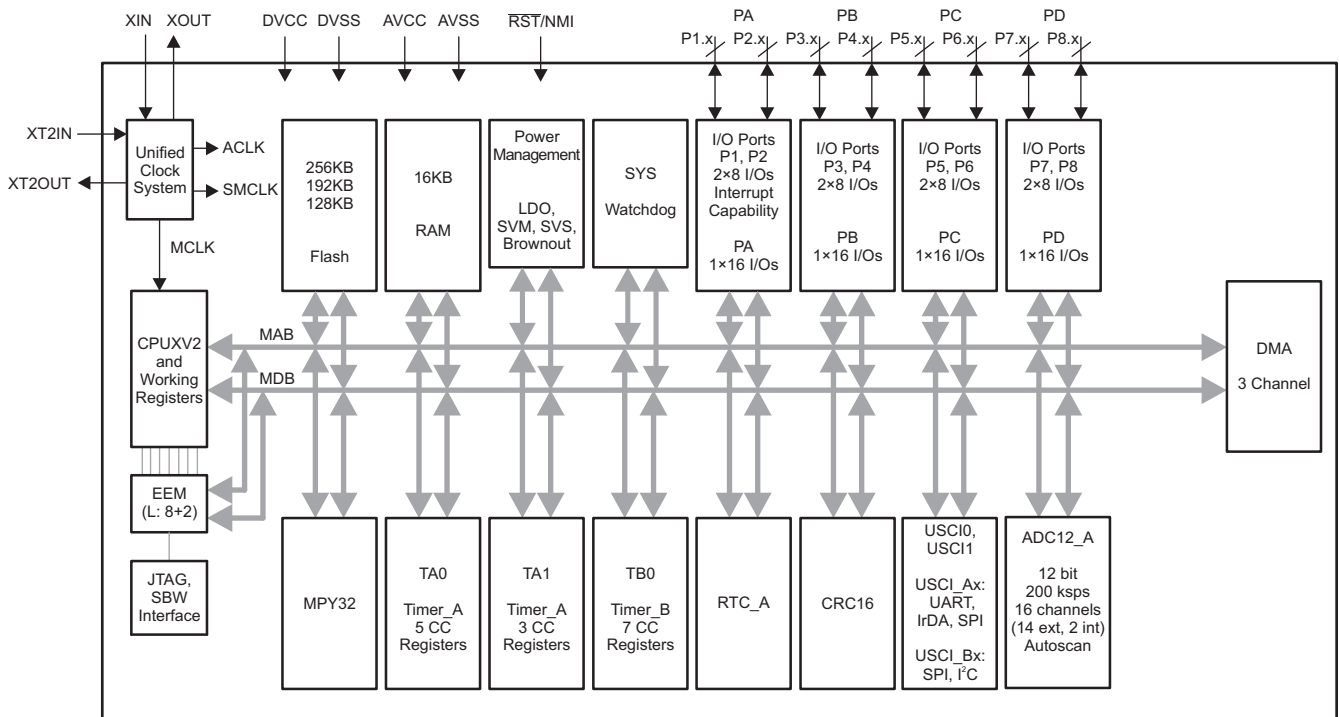 XIN XOUT DVCC DVSS AVCC AVSS RST/NMI
PA PB PC PD
P1.x P2.x P3.x P4.x P5.x P6.x P7.x P8.x
XT2IN
XT2OUT
Unified
Clock
System
ACLK
SMCLK
MCLK
256KB
192KB
128KB
Flash
16KB
RAM
Power
Management
LDO,
SVM, SVS,
Brownout
SYS
Watchdog
I/O Ports
P1, P2
2×8 I/Os
Interrupt
Capability
PA
1×16 I/Os
I/O Ports
P3, P4
2×8 I/Os
PB
1×16 I/Os
I/O Ports
P5, P6
2×8 I/Os
PC
1×16 I/Os
I/O Ports
P7, P8
2×8 I/Os
PD
1×16 I/Os
CPUXV2
and
Working
Registers
MAB
MDB
DMA
3 Channel
EEM
(L: 8+2)
JTAG,
SBW
Interface
MPY32
TA0
Timer_A
5 CC
Registers
TA1
Timer_A
3 CC
Registers
TB0
Timer_B
7 CC
Registers
RTC_A
CRC16
USCI0,
USCI1
USCI_Ax:
UART,
IrDA, SPI
USCI_Bx:
SPI, I²C
ADC12_A
12 bit
200 ksps
16 channels
(14 ext, 2 int)
Autoscan